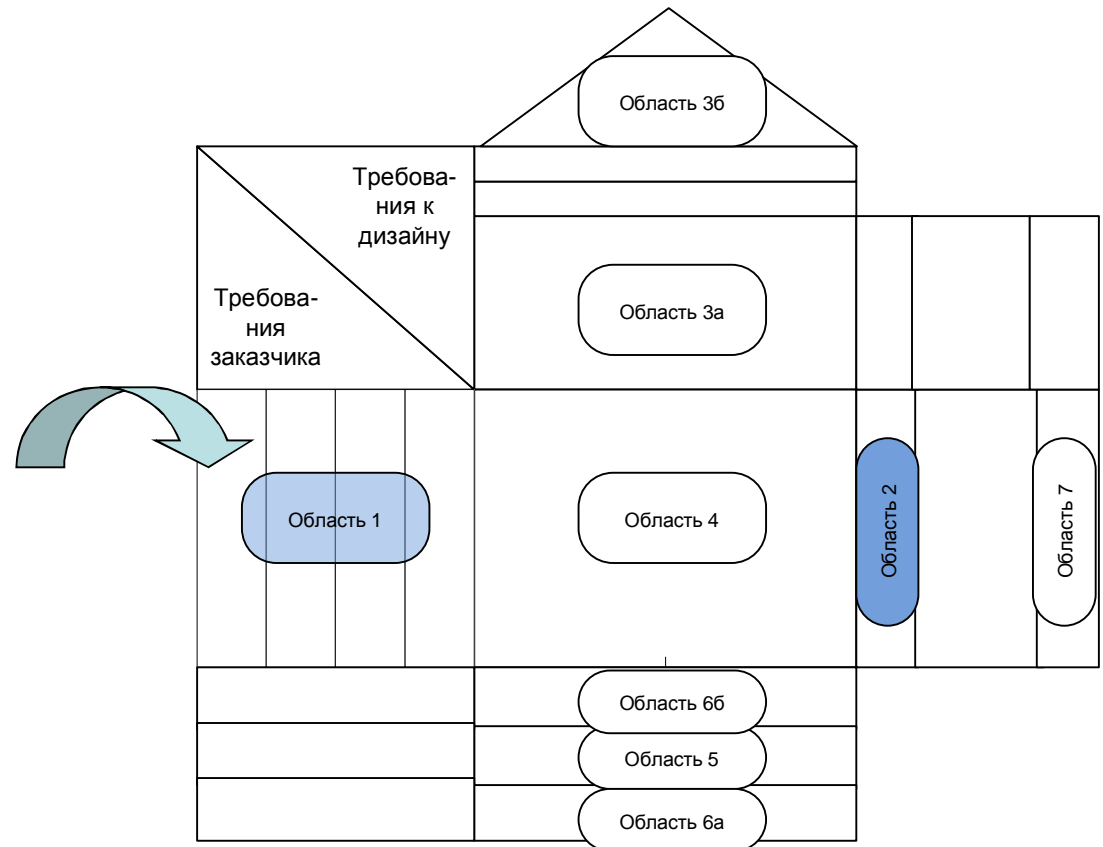 Область 3б
Требова-
ния к
дизайну
Требова-
ния
заказчика
Область 3а
Область 1
Область 4
Область 2
Область 7
Область 6б
Область 5
Область 6а